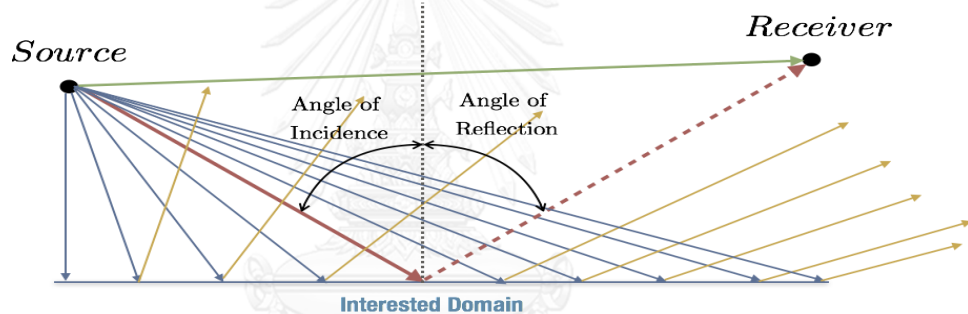 Receiver
Source
Angle of
Incidence
Angle of
Reflection
Interested Domain